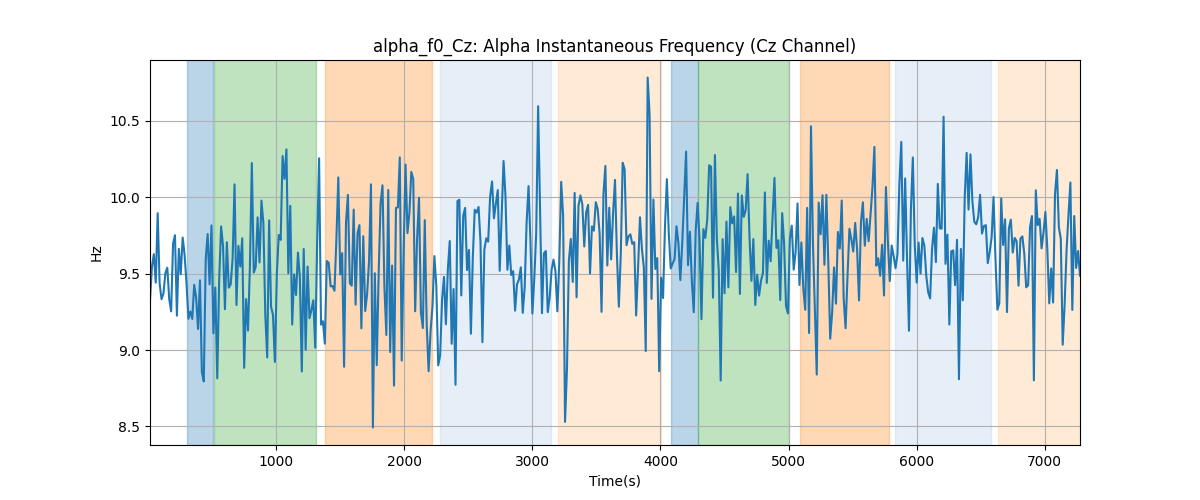 alpha_f0_Cz: Alpha Instantaneous Frequency (Cz Channel)
Hz
10.5
10.0
9.5
9.0
8.5
1000 2000 3000 4000 5000 6000 7000
Time(s)